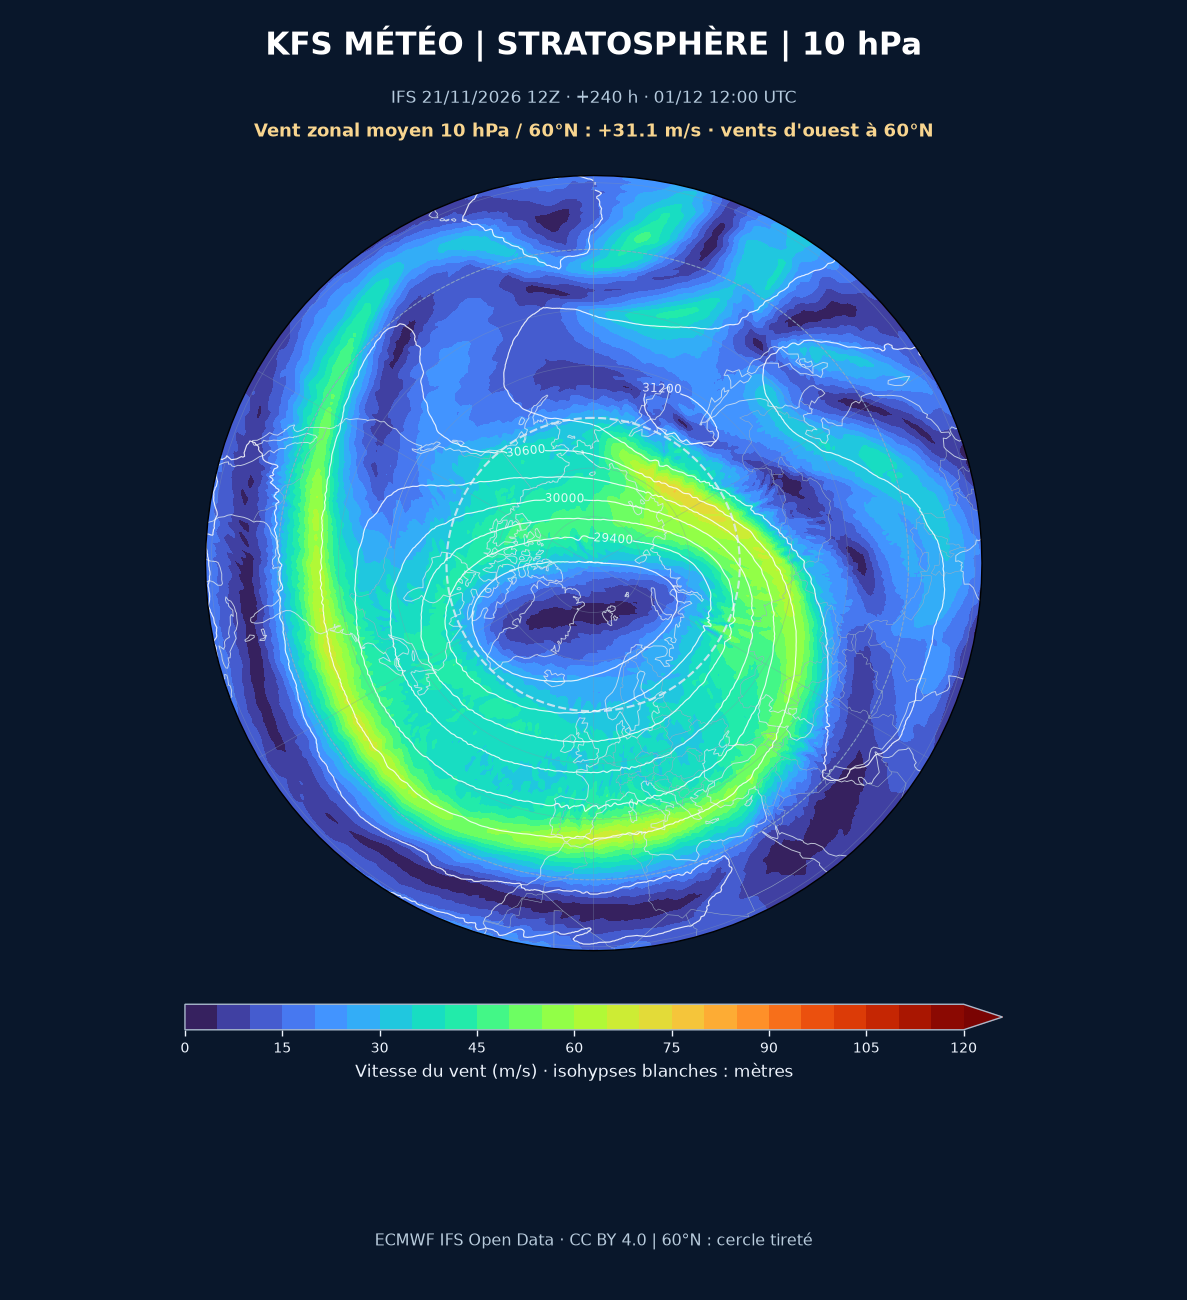 KFS MÉTÉO | STRATOSPHÈRE | 10 hPa
IFS 21/11/2026 12Z · +240 h · 01/12 12:00 UTC
Vent zonal moyen 10 hPa / 60°N : +31.1 m/s · vents d'ouest à 60°N
31200
30600
30000
29400
0 15 30 45 60 75 90 105 120
Vitesse du vent (m/s) · isohypses blanches : mètres
ECMWF IFS Open Data · CC BY 4.0 | 60°N : cercle tireté